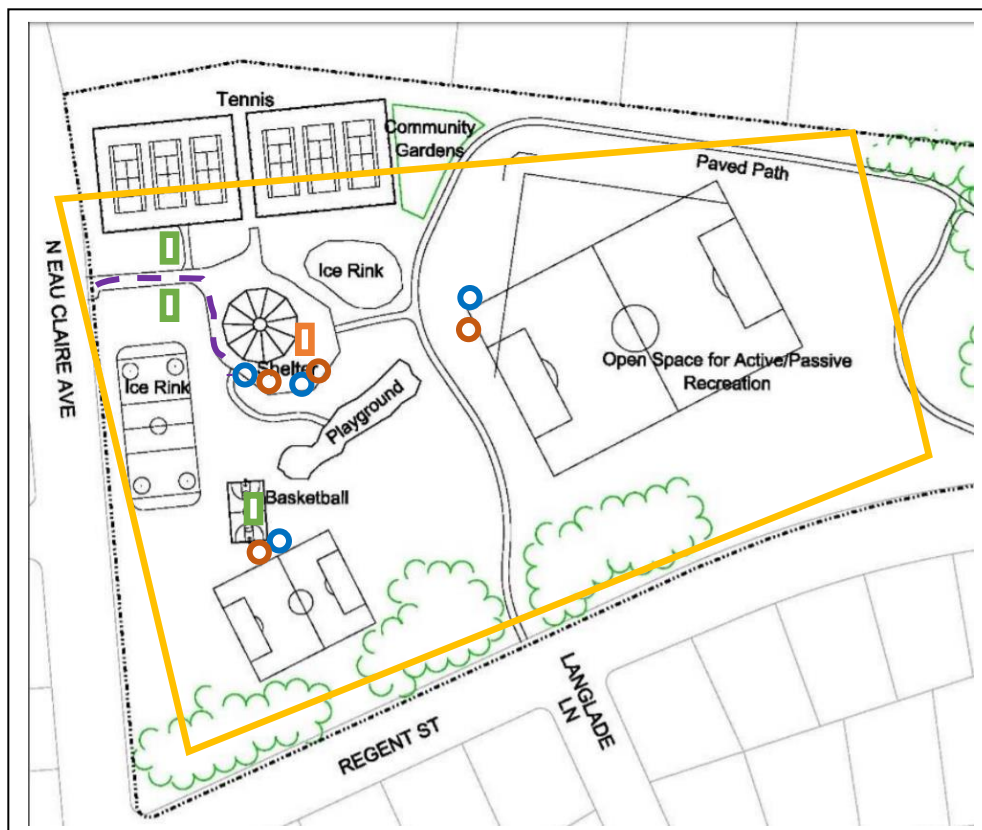 Tennis
Community
Gardens
Paved Path
N EAU CLAIRE AVE
Ice Rink
Shelter
Open Space for Active/Passive
Recreation
Ice Rink
Playground
Basketball
LANGLADE
LN
REGENT ST